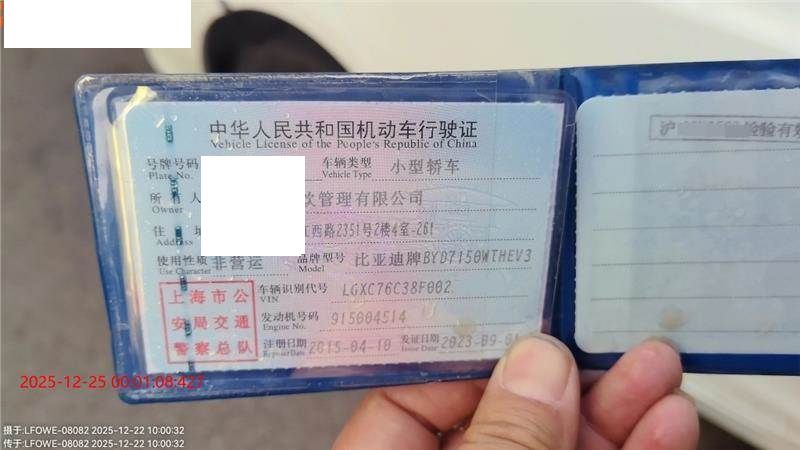 中华人民共和国机动车行驶证
Vehicle License of the People's Republic of China
号牌号码
Plate No.
车辆类型 小型轿车
Vehicle Type
所有人 管理有限公司
Owner
住 西路2351号2楼4室-281
Address
使用性质 非营运
Use Character
品牌型号 比亚迪牌BYD7150WTHEV3
Model
车辆识别代号 LGXC76C38F002
VIN
发动机号码 915004514
Engine No.
注册日期 2015-04-10
Register Date
发证日期 2023-09-0
Issue Date
上海市公
安局交通
警察总队
沪 检验有效
2025-12-25 00:01:08:427
摄于:LFOWE-08082 2025-12-22 10:00:32
传于:LFOWE-08082 2025-12-22 10:00:32